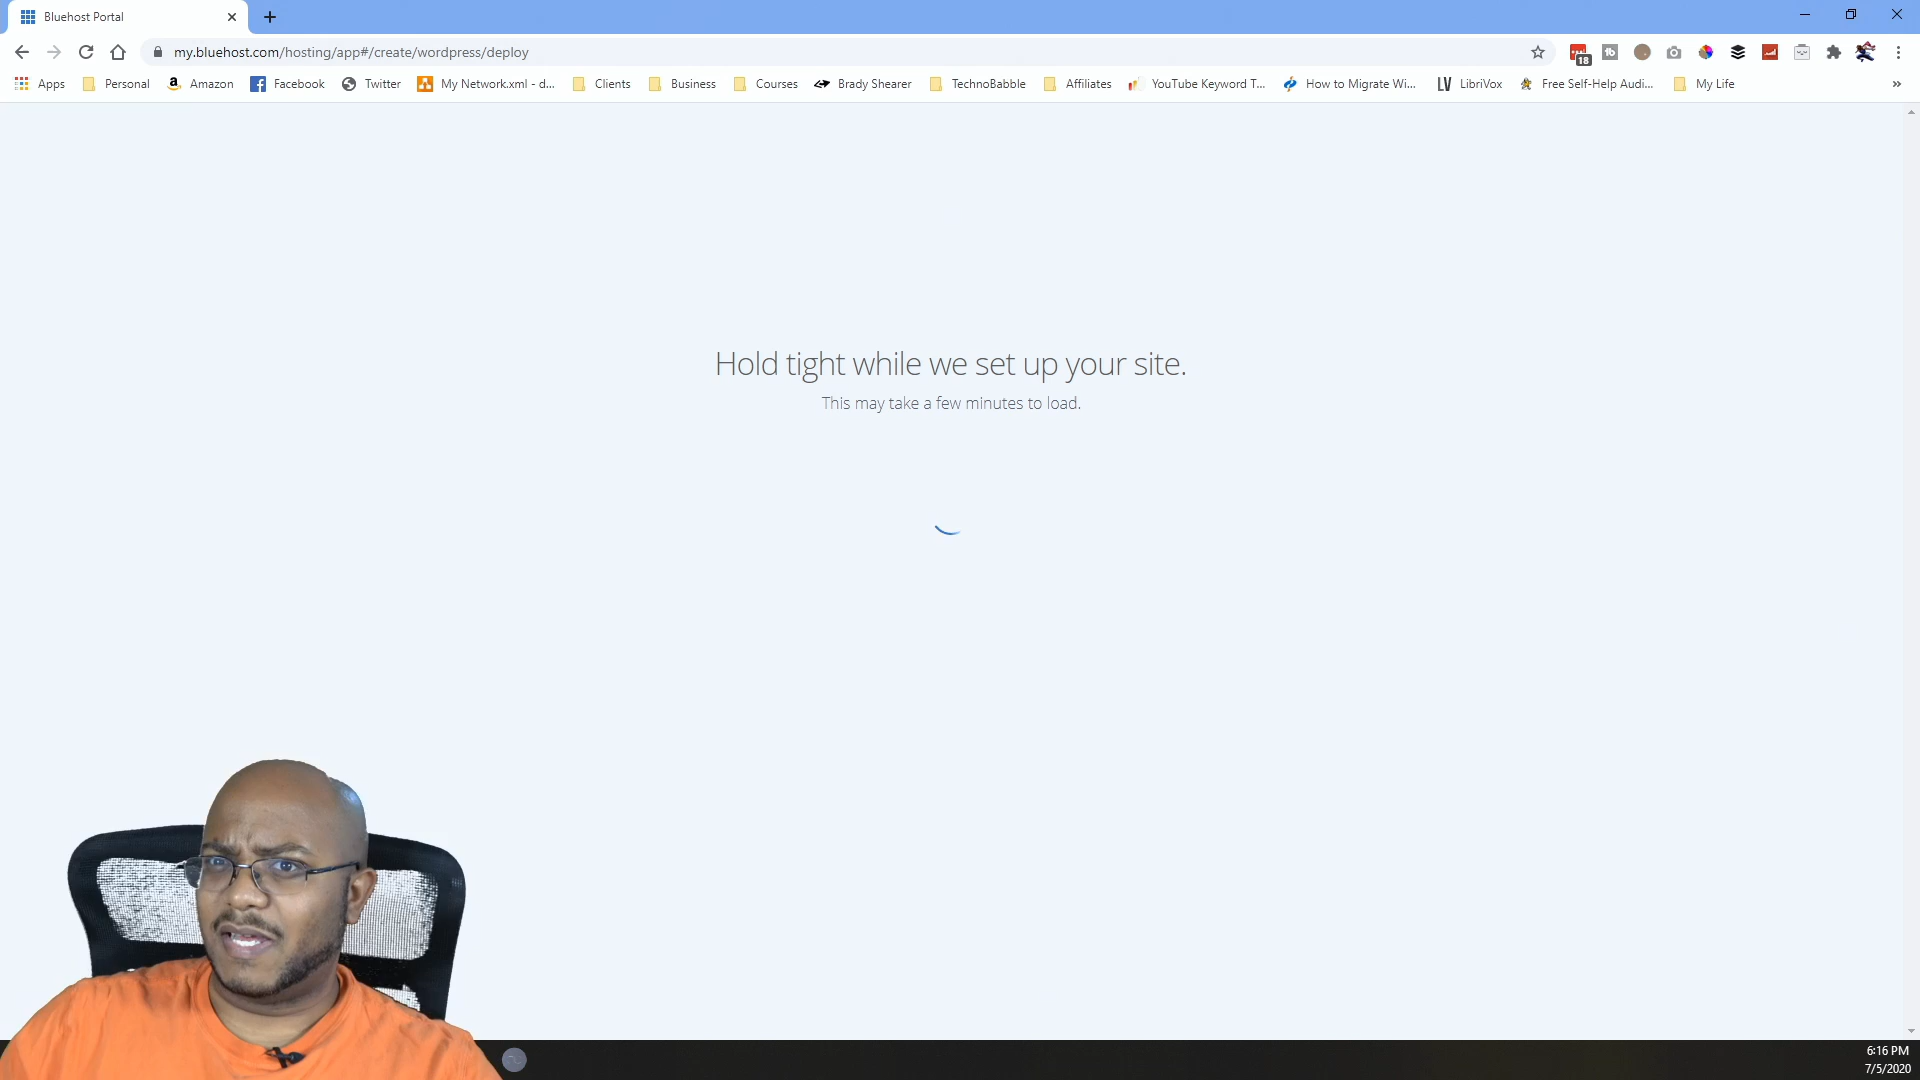 Bluehost Portal
my.bluehost.com/hosting/app#/create/wordpress/deploy
18
Apps Personal Amazon Facebook Twitter My Network.xml - d... Clients Business Courses Brady Shearer TechnoBabble Affiliates YouTube Keyword T... How to Migrate Wi... LV LibriVox Free Self-Help Audi... My Life »
Hold tight while we set up your site.
This may take a few minutes to load.
6:16 PM
7/5/2020